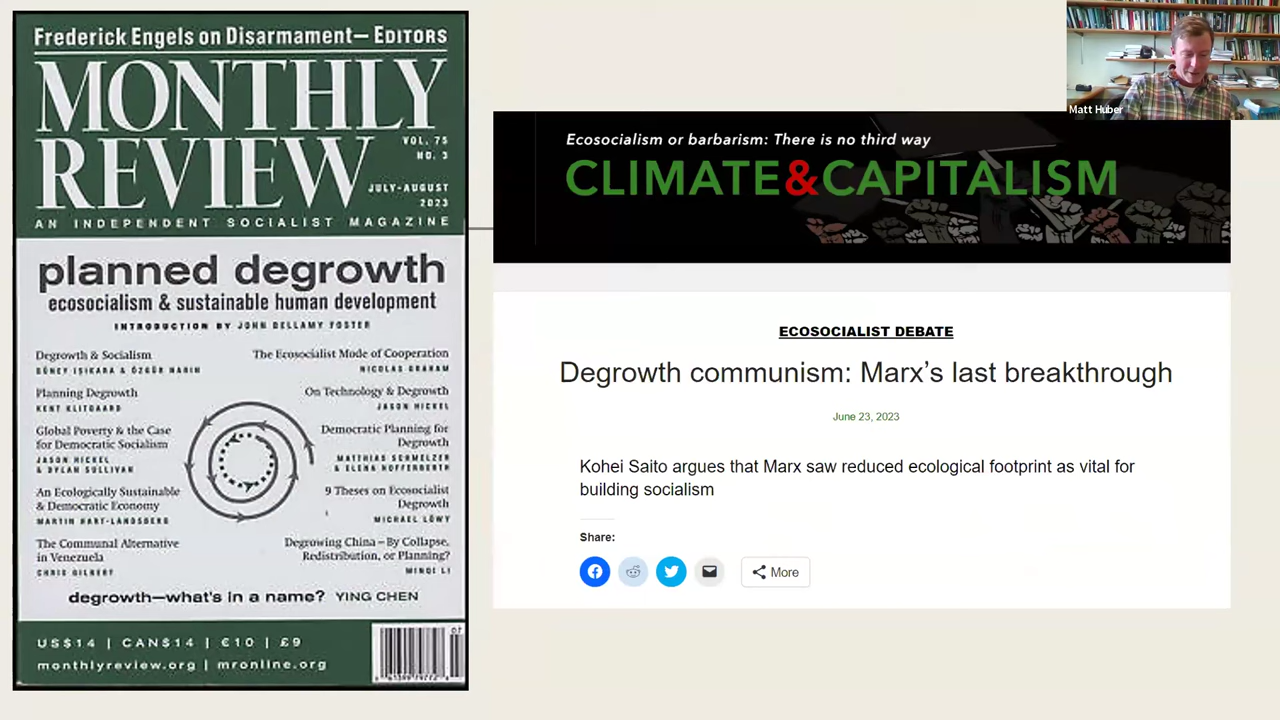 Frederick Engels on Disarmament—EDITORS
MONTHLY
REVIEW
VOL. 75
NO. 3
JULY-AUGUST
2023
AN INDEPENDENT SOCIALIST MAGAZINE
planned degrowth
ecosocialism & sustainable human development
INTRODUCTION BY JOHN BELLAMY FOSTER
Degrowth & Socialism
GÜNEY IŞIKARA & ÖZGÜR NARIN
Planning Degrowth
KENT KLITGAARD
Global Poverty & the Case
for Democratic Socialism
JASON HICKEL
& DYLAN SULLIVAN
An Ecologically Sustainable
& Democratic Economy
MARTIN HART-LANDSBERG
The Communal Alternative
in Venezuela
CHRIS GILBERT
The Ecosocialist Mode of Cooperation
NICOLAS GRAHAM
On Technology & Degrowth
JASON HICKEL
Democratic Planning for
Degrowth
MATTHIAS SCHMELZER
& ELENA HOFFERBERTH
9 Theses on Ecosocialist
Degrowth
MICHAEL LÖWY
Degrowing China—By Collapse,
Redistribution, or Planning?
MINQI LI
degrowth—what's in a name? YING CHEN
US$14 | CAN$14 | €10 | £9
monthlyreview.org | mronline.org
07
Matt Huber
Ecosocialism or barbarism: There is no third way
CLIMATE&CAPITALISM
ECOSOCIALIST DEBATE
Degrowth communism: Marx's last breakthrough
June 23, 2023
Kohei Saito argues that Marx saw reduced ecological footprint as vital for
building socialism
Share:
More